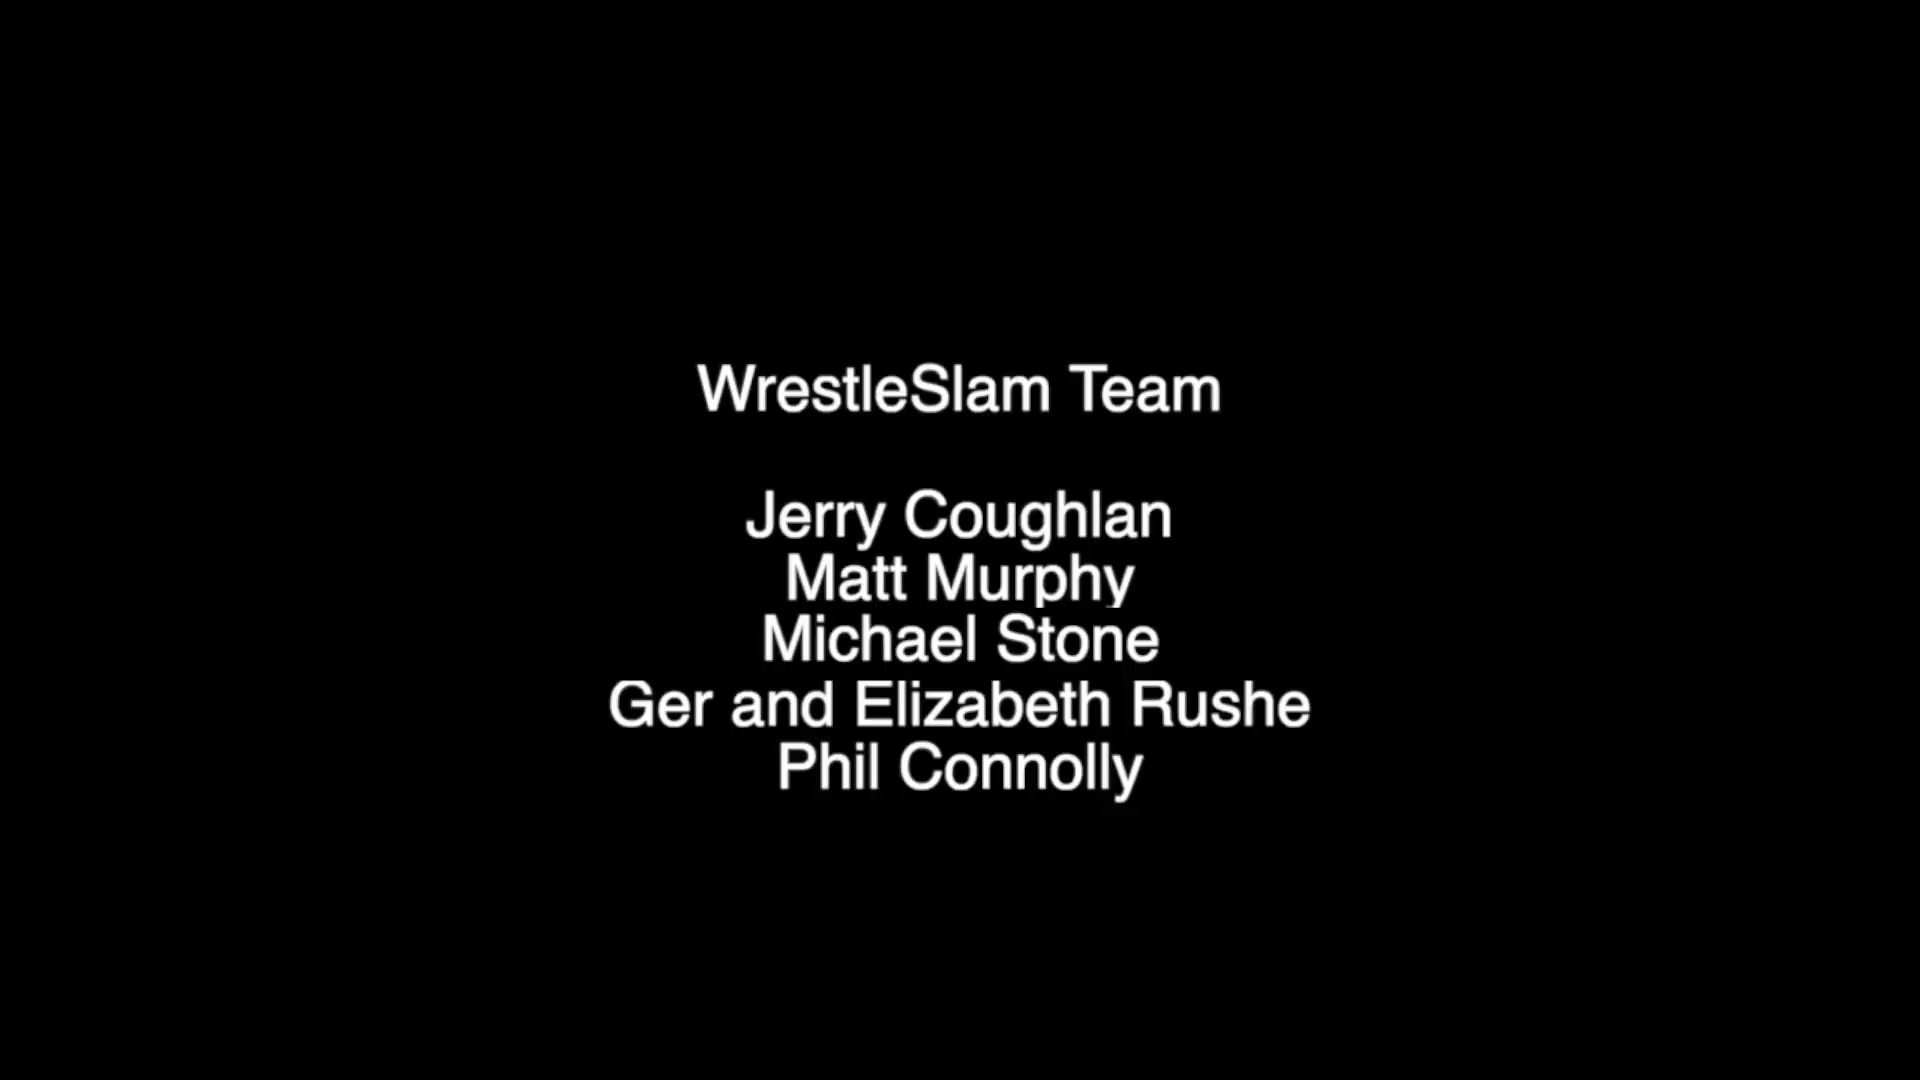 WrestleSlam Team
Jerry Coughlan
Matt Murphy
Michael Stone
Ger and Elizabeth Rushe
Phil Connolly